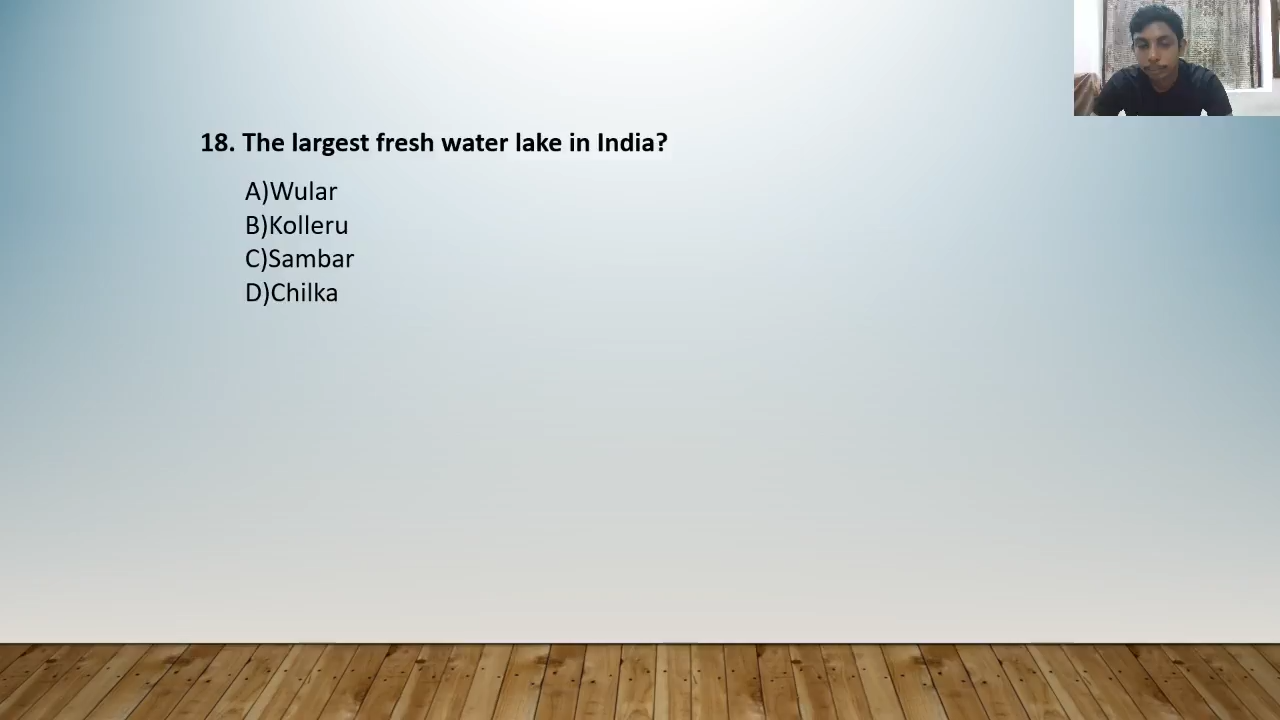 18. The largest fresh water lake in India?
A)Wular
B)Kolleru
C)Sambar
D)Chilka